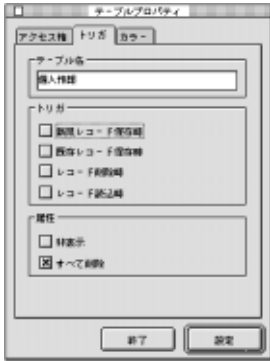 テーブルプロパティ
アクセス権 トリガ カラー
テーブル名
個人情報
トリガ
新規レコード保存時
既存レコード保存時
レコード削除時
レコード読込時
属性
非表示
すべて削除
終了 設定